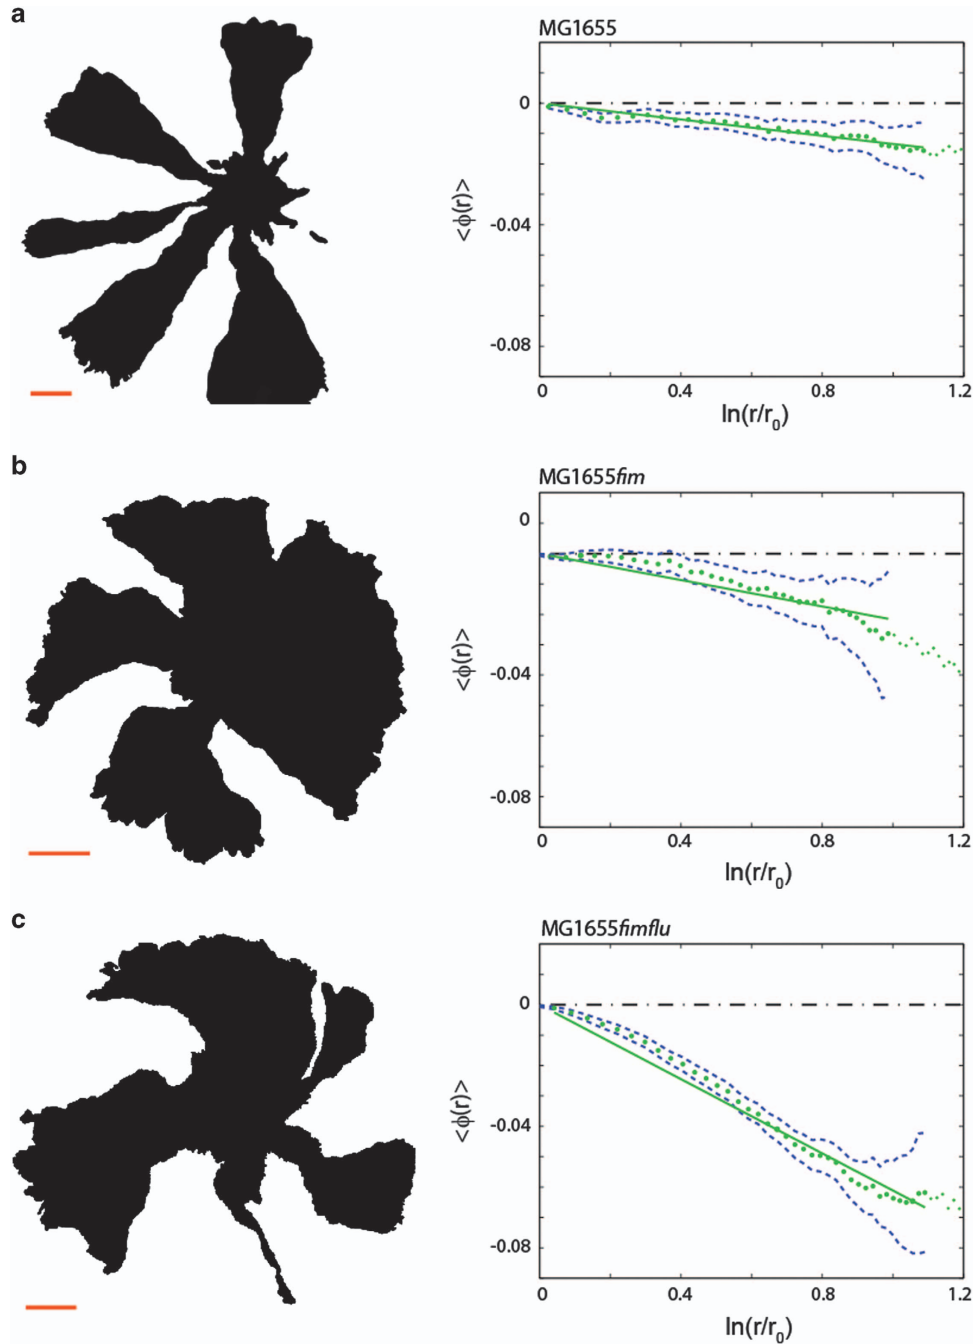 a
MG1655
0
-0.04
-0.08
<ϕ(r)>
0 0.4 0.8 1.2
ln(r/r₀)
b
MG1655fim
0
-0.04
-0.08
<ϕ(r)>
0 0.4 0.8 1.2
ln(r/r₀)
c
MG1655fimflu
0
-0.04
-0.08
<ϕ(r)>
0 0.4 0.8 1.2
ln(r/r₀)